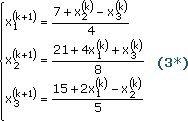 x₁⁽ᵏ⁺¹⁾ = (7 + x₂⁽ᵏ⁾ − x₃⁽ᵏ⁾) / 4
x₂⁽ᵏ⁺¹⁾ = (21 + 4x₁⁽ᵏ⁾ + x₃⁽ᵏ⁾) / 8 (3*)
x₃⁽ᵏ⁺¹⁾ = (15 + 2x₁⁽ᵏ⁾ − x₂⁽ᵏ⁾) / 5